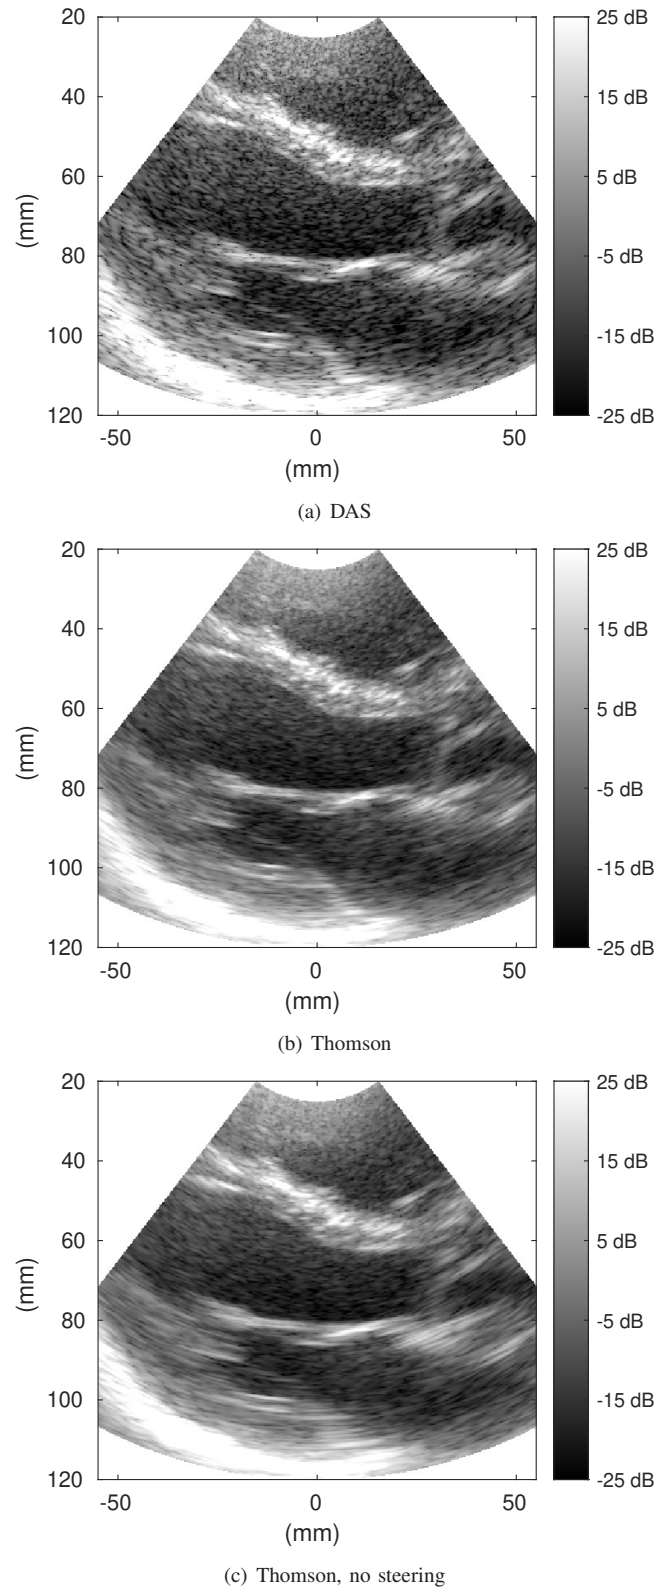 25 dB
20
15 dB
40
5 dB
60
(mm)
-5 dB
80
-15 dB
100
-25 dB
120
-50 0 50
(mm)
(a) DAS
25 dB
20
15 dB
40
5 dB
60
(mm)
-5 dB
80
-15 dB
100
-25 dB
120
-50 0 50
(mm)
(b) Thomson
25 dB
20
15 dB
40
5 dB
60
(mm)
-5 dB
80
-15 dB
100
-25 dB
120
-50 0 50
(mm)
(c) Thomson, no steering